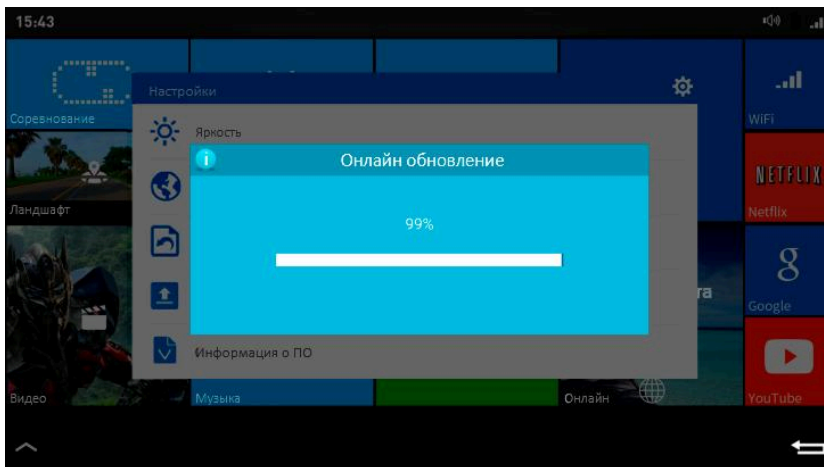 15:43
Настройки
Соревнование
Яркость
WiFi
Онлайн обновление
NETFLIX
Ландшафт
Netflix
99%
Google
Информация о ПО
Видео
Музыка
Онлайн
YouTube